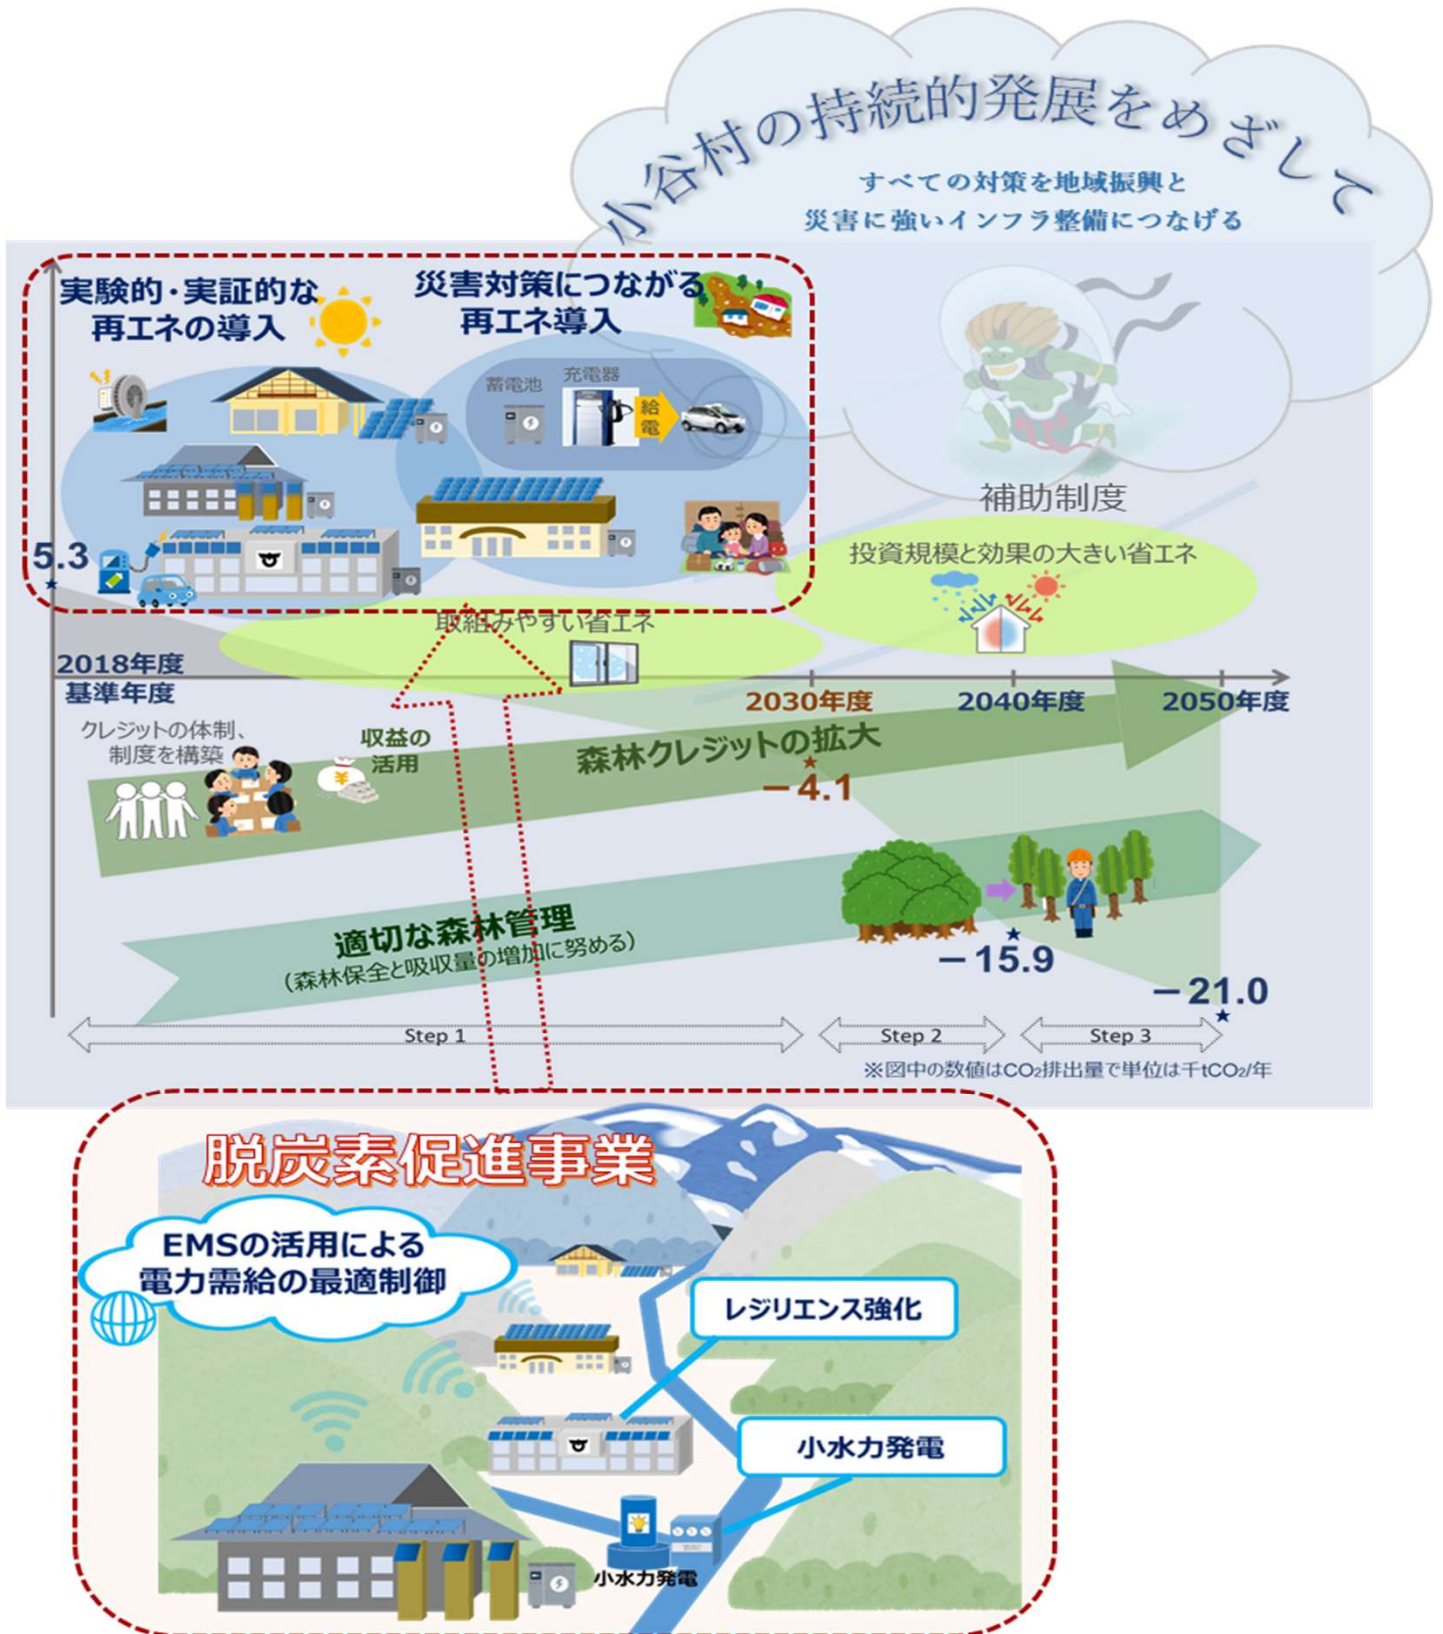 小谷村の持続的発展をめざして
すべての対策を地域振興と
災害に強いインフラ整備につなげる
実験的・実証的な
再エネの導入
災害対策につながる
再エネ導入
蓄電池
充電器
給電
補助制度
投資規模と効果の大きい省エネ
5.3
取組みやすい省エネ
2018年度
基準年度
2030年度
2040年度
2050年度
クレジットの体制、
制度を構築
収益の
活用
森林クレジットの拡大
－4.1
適切な森林管理
（森林保全と吸収量の増加に努める）
－15.9
－21.0
Step 1
Step 2
Step 3
※図中の数値はCO₂排出量で単位は千tCO₂/年
脱炭素促進事業
EMSの活用による
電力需給の最適制御
レジリエンス強化
小水力発電
小水力発電